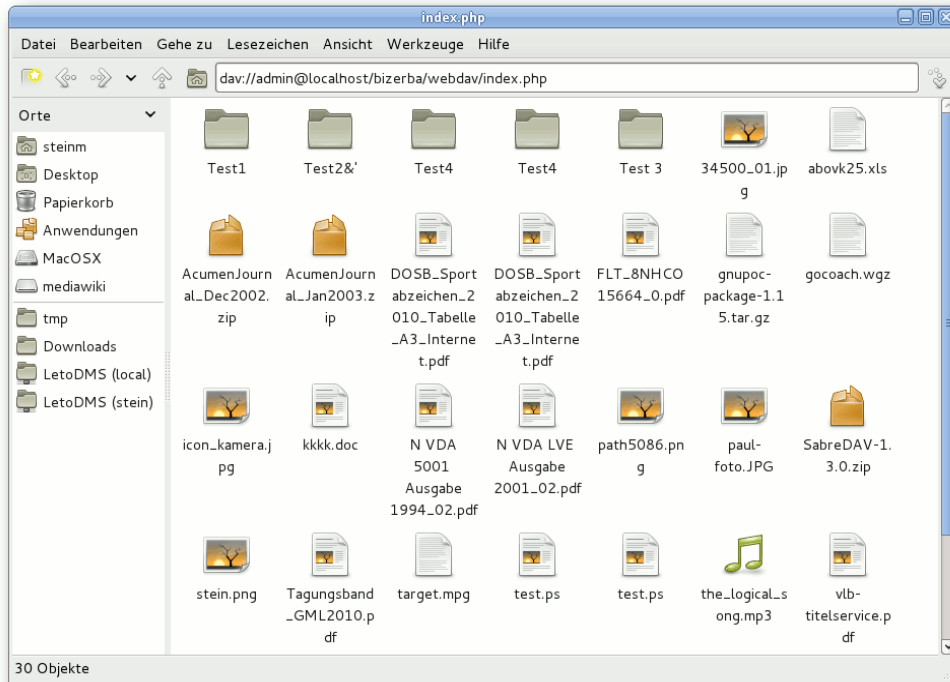 index.php
Datei Bearbeiten Gehe zu Lesezeichen Ansicht Werkzeuge Hilfe
dav://admin@localhost/bizerba/webdav/index.php
Orte
steinm
Desktop
Papierkorb
Anwendungen
MacOSX
mediawiki
tmp
Downloads
LetoDMS (local)
LetoDMS (stein)
Test1
Test2&'
Test4
Test4
Test 3
34500_01.jp
g
abovk25.xls
AcumenJourn
al_Dec2002.
zip
AcumenJourn
al_Jan2003.z
ip
DOSB_Sport
abzeichen_2
010_Tabelle
_A3_Interne
t.pdf
DOSB_Sport
abzeichen_2
010_Tabelle
_A3_Interne
t.pdf
FLT_8NHCO
15664_0.pdf
gnupoc-
package-1.1
5.tar.gz
gocoach.wgz
icon_kamera.j
pg
kkkk.doc
N VDA
5001
Ausgabe
1994_02.pdf
N VDA LVE
Ausgabe
2001_02.pdf
path5086.pn
g
paul-
foto.JPG
SabreDAV-1.
3.0.zip
stein.png
Tagungsband
_GML2010.p
df
target.mpg
test.ps
test.ps
the_logical_s
ong.mp3
vlb-
titelservice.p
df
30 Objekte